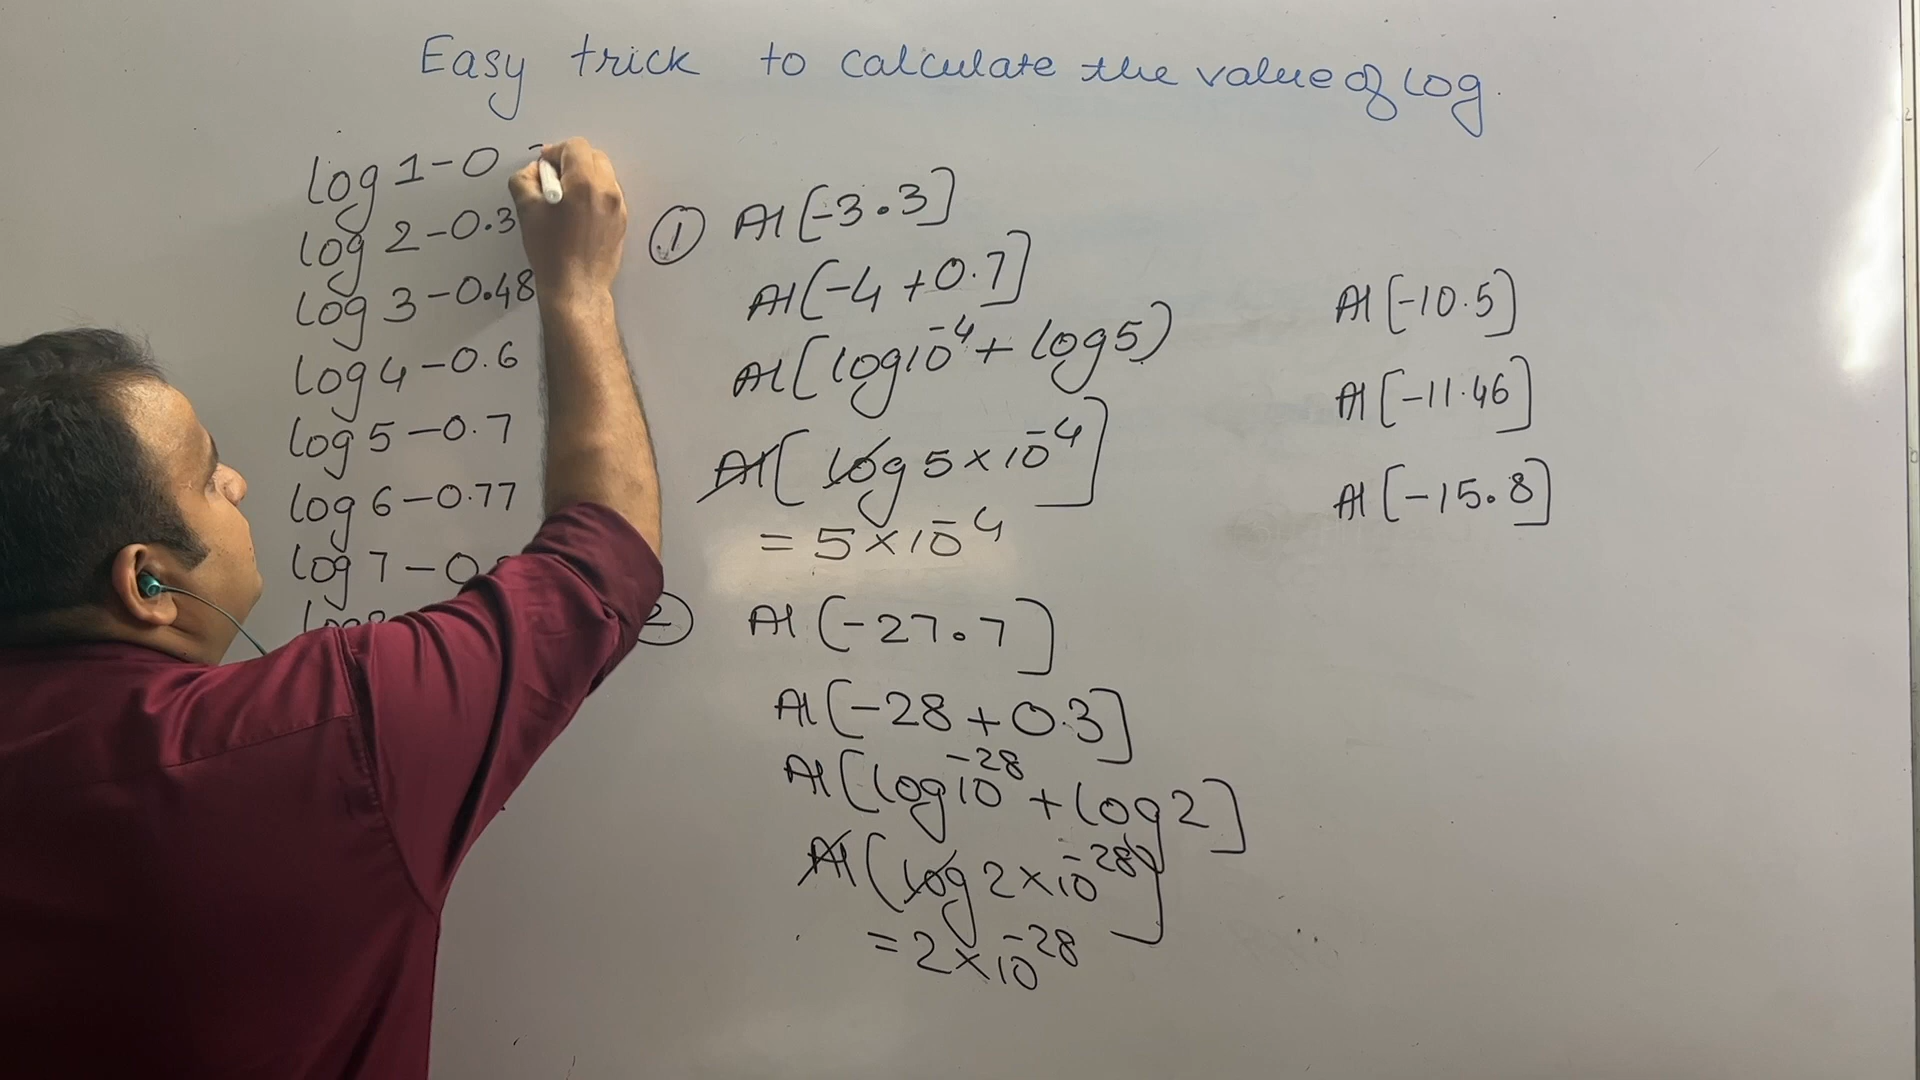 Easy trick to calculate the value of log.
log 1 - 0
log 2 - 0.3
log 3 - 0.48
log 4 - 0.6
log 5 - 0.7
log 6 - 0.77
log 7 - 0
① Al[-3.3]
Al[-4+0.7]
Al[log10⁻⁴ + log5)
Al[log 5×10⁻⁴]
= 5×10⁻⁴
2 Al(-27.7]
Al[-28+0.3]
Al[log10⁻²⁸ + log2]
Al(log 2×10⁻²⁸]
= 2×10⁻²⁸
Al[-10.5]
Al[-11.46]
Al[-15.8]